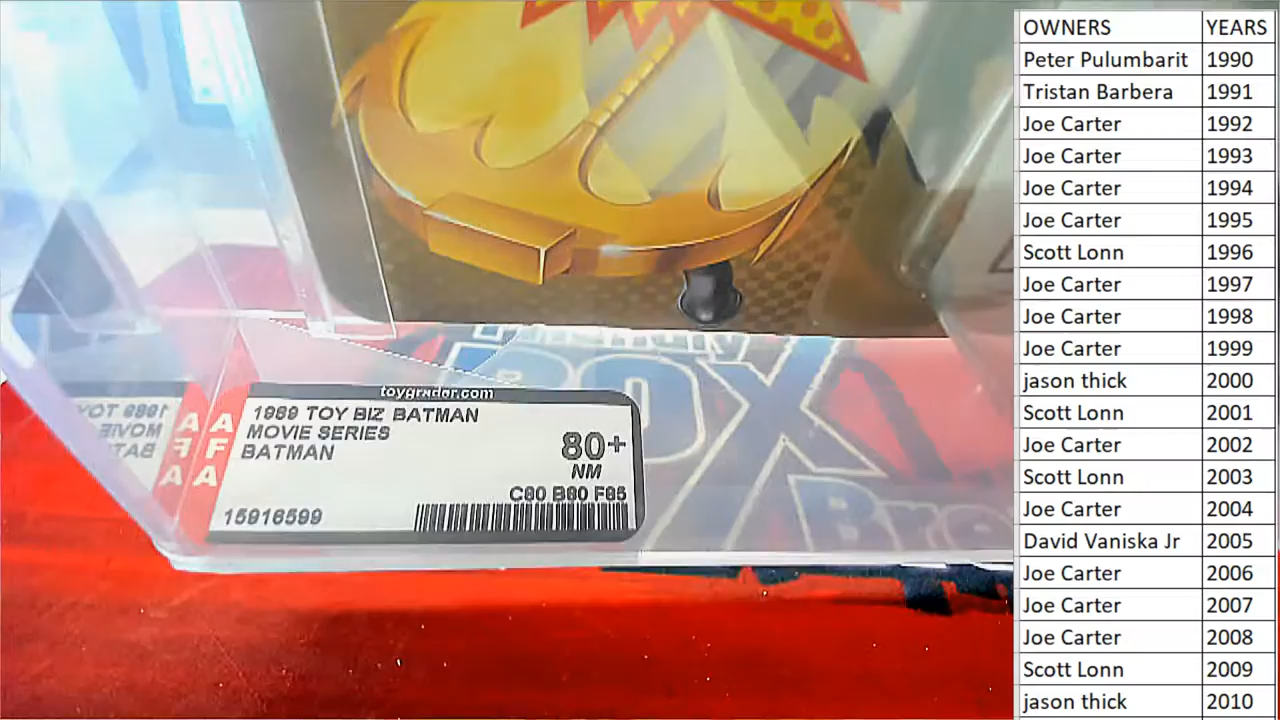 toygrader.com
1989 TOY BIZ BATMAN
MOVIE SERIES
BATMAN
80+
NM
C80 B80 F85
15916599
A
F
A
A
F
A
BOX
Bre
OWNERS YEARS
Peter Pulumbarit 1990
Tristan Barbera 1991
Joe Carter 1992
Joe Carter 1993
Joe Carter 1994
Joe Carter 1995
Scott Lonn 1996
Joe Carter 1997
Joe Carter 1998
Joe Carter 1999
jason thick 2000
Scott Lonn 2001
Joe Carter 2002
Scott Lonn 2003
Joe Carter 2004
David Vaniska Jr 2005
Joe Carter 2006
Joe Carter 2007
Joe Carter 2008
Scott Lonn 2009
jason thick 2010